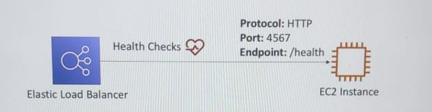 Protocol: HTTP
Port: 4567
Endpoint: /health
Health Checks
Elastic Load Balancer
EC2 Instance